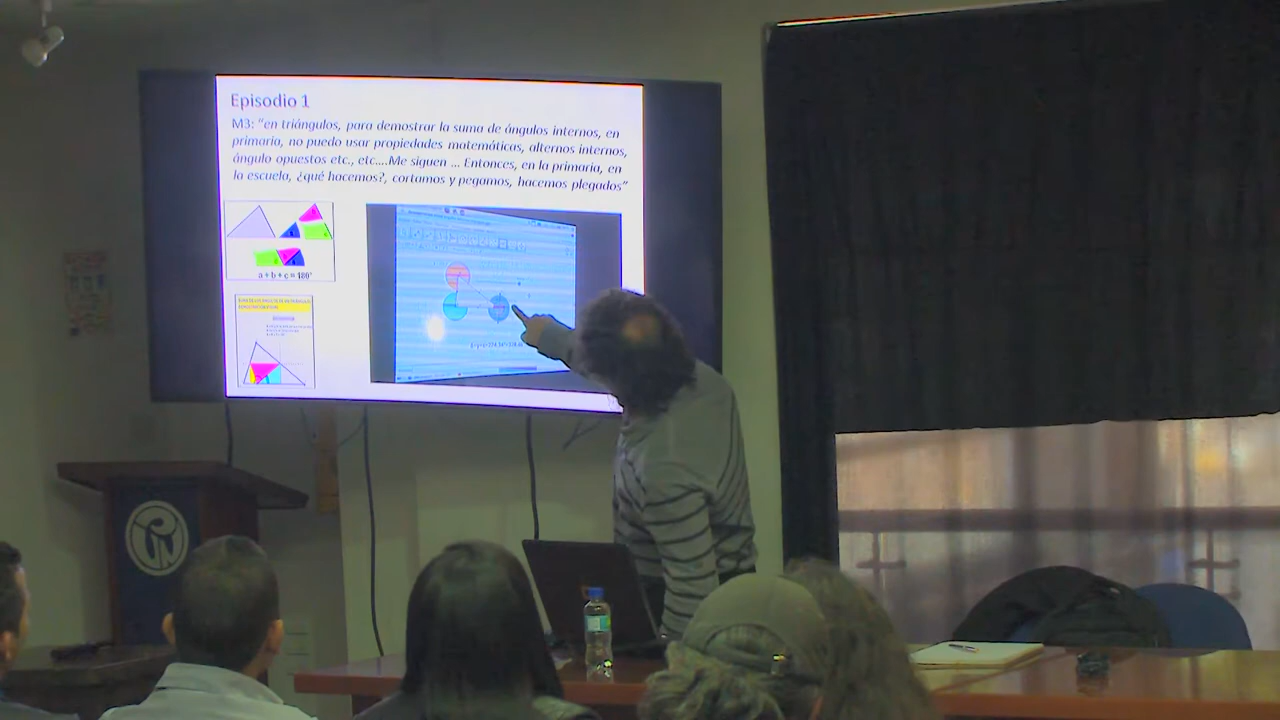 Episodio 1
M3: "en triángulos, para demostrar la suma de ángulos internos, en
primaria, no puedo usar propiedades matemáticas, alternos internos,
ángulo opuestos etc., etc....Me siguen ... Entonces, en la primaria, en
la escuela, ¿qué hacemos?, cortamos y pegamos, hacemos plegados"
a + b + c = 180°